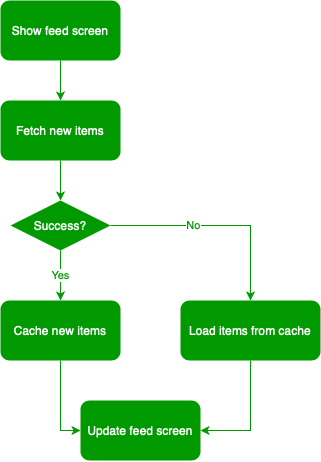 Show feed screen
Fetch new items
Success?
No
Yes
Cache new items
Load items from cache
Update feed screen